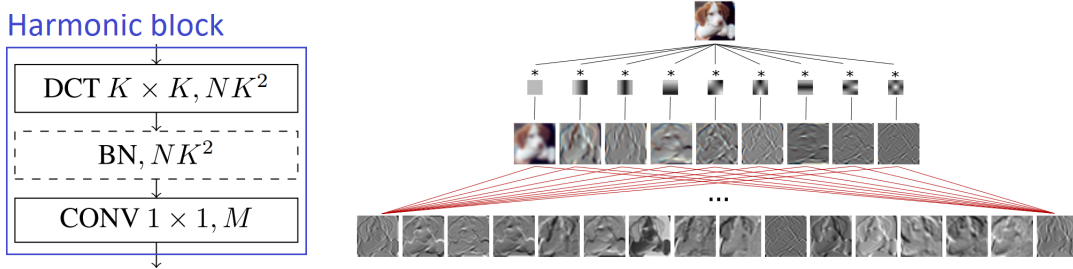 Harmonic block
DCT K × K, NK²
BN, NK²
CONV 1 × 1, M
* * * * * * * * *
...